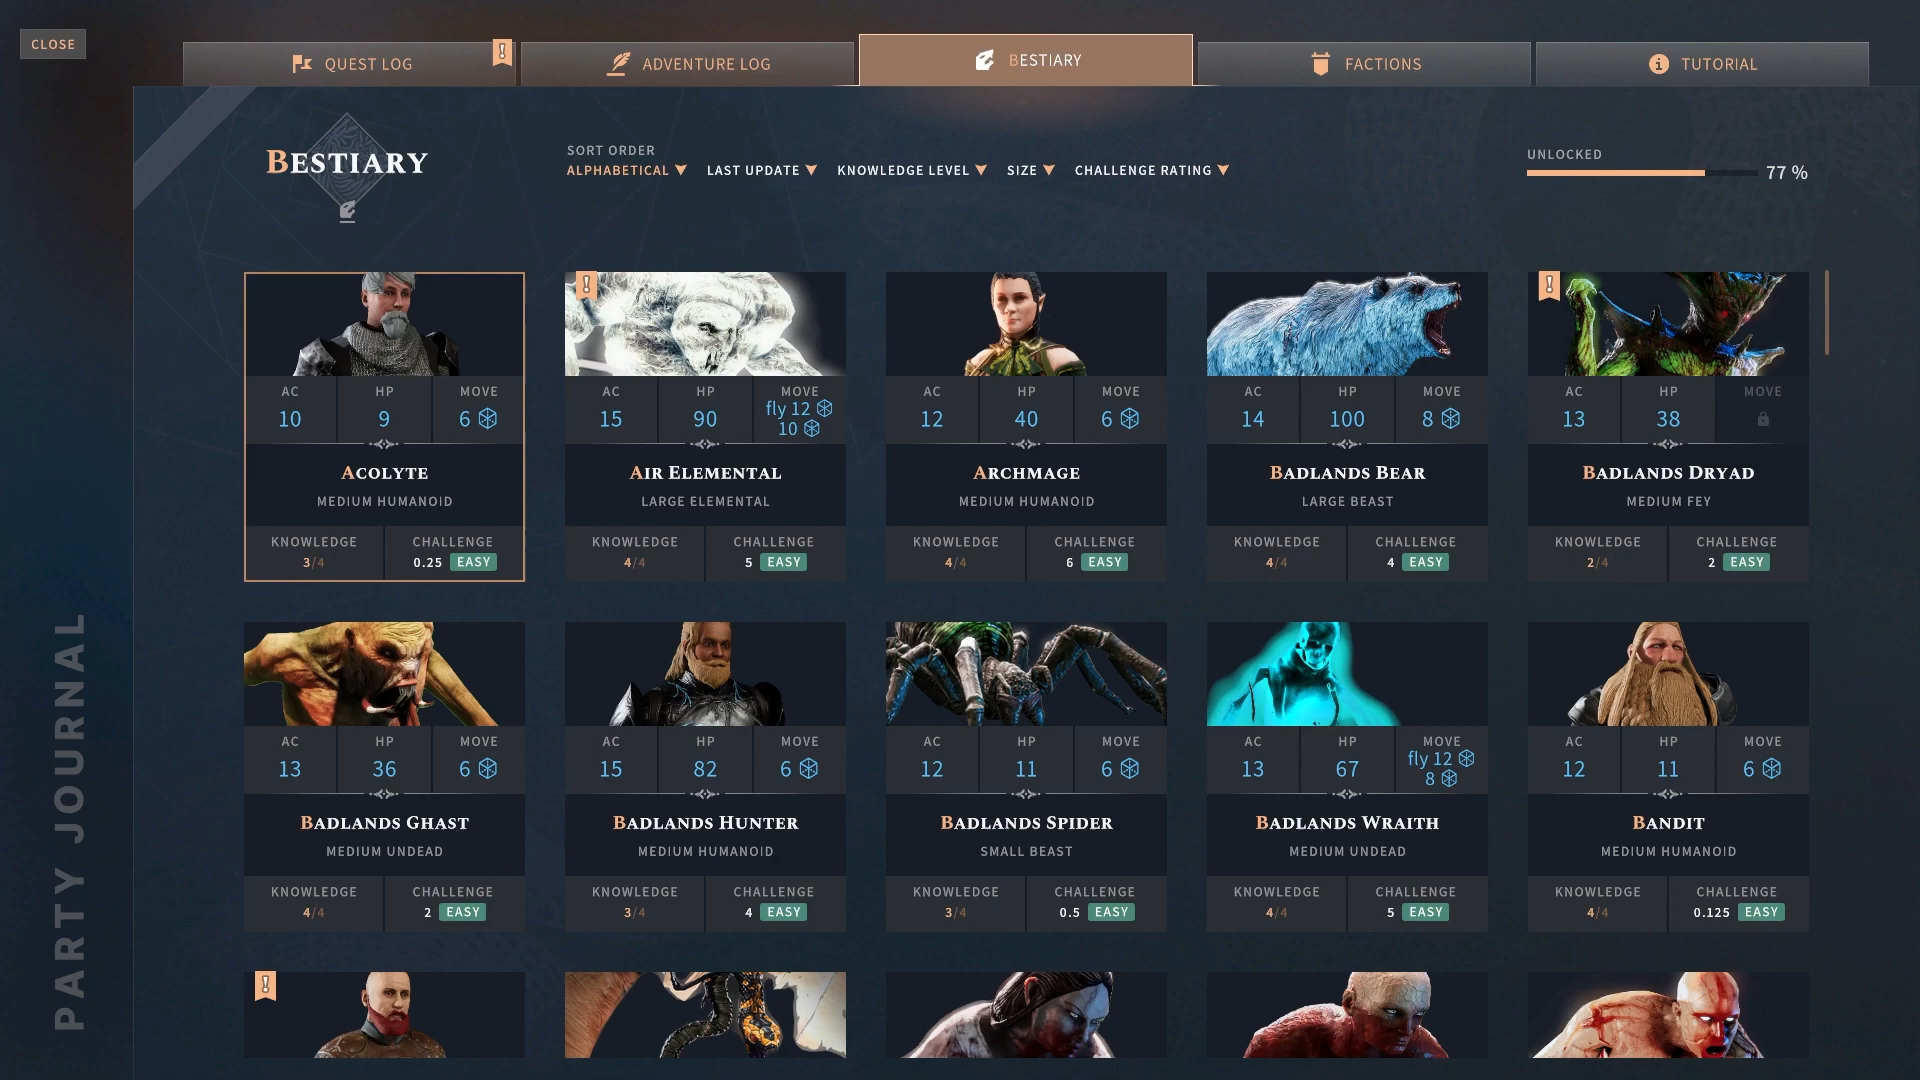 CLOSE
QUEST LOG
ADVENTURE LOG
BESTIARY
FACTIONS
TUTORIAL
BESTIARY
SORT ORDER
ALPHABETICAL LAST UPDATE KNOWLEDGE LEVEL SIZE CHALLENGE RATING
UNLOCKED
77 %
AC HP MOVE
10 9 6
ACOLYTE
MEDIUM HUMANOID
KNOWLEDGE CHALLENGE
3/4 0.25 EASY
AC HP MOVE
15 90 fly 12
10
AIR ELEMENTAL
LARGE ELEMENTAL
KNOWLEDGE CHALLENGE
4/4 5 EASY
AC HP MOVE
12 40 6
ARCHMAGE
MEDIUM HUMANOID
KNOWLEDGE CHALLENGE
4/4 6 EASY
AC HP MOVE
14 100 8
BADLANDS BEAR
LARGE BEAST
KNOWLEDGE CHALLENGE
4/4 4 EASY
AC HP MOVE
13 38
BADLANDS DRYAD
MEDIUM FEY
KNOWLEDGE CHALLENGE
2/4 2 EASY
AC HP MOVE
13 36 6
BADLANDS GHAST
MEDIUM UNDEAD
KNOWLEDGE CHALLENGE
4/4 2 EASY
AC HP MOVE
15 82 6
BADLANDS HUNTER
MEDIUM HUMANOID
KNOWLEDGE CHALLENGE
3/4 4 EASY
AC HP MOVE
12 11 6
BADLANDS SPIDER
SMALL BEAST
KNOWLEDGE CHALLENGE
3/4 0.5 EASY
AC HP MOVE
13 67 fly 12
8
BADLANDS WRAITH
MEDIUM UNDEAD
KNOWLEDGE CHALLENGE
4/4 5 EASY
AC HP MOVE
12 11 6
BANDIT
MEDIUM HUMANOID
KNOWLEDGE CHALLENGE
4/4 0.125 EASY
PARTY JOURNAL